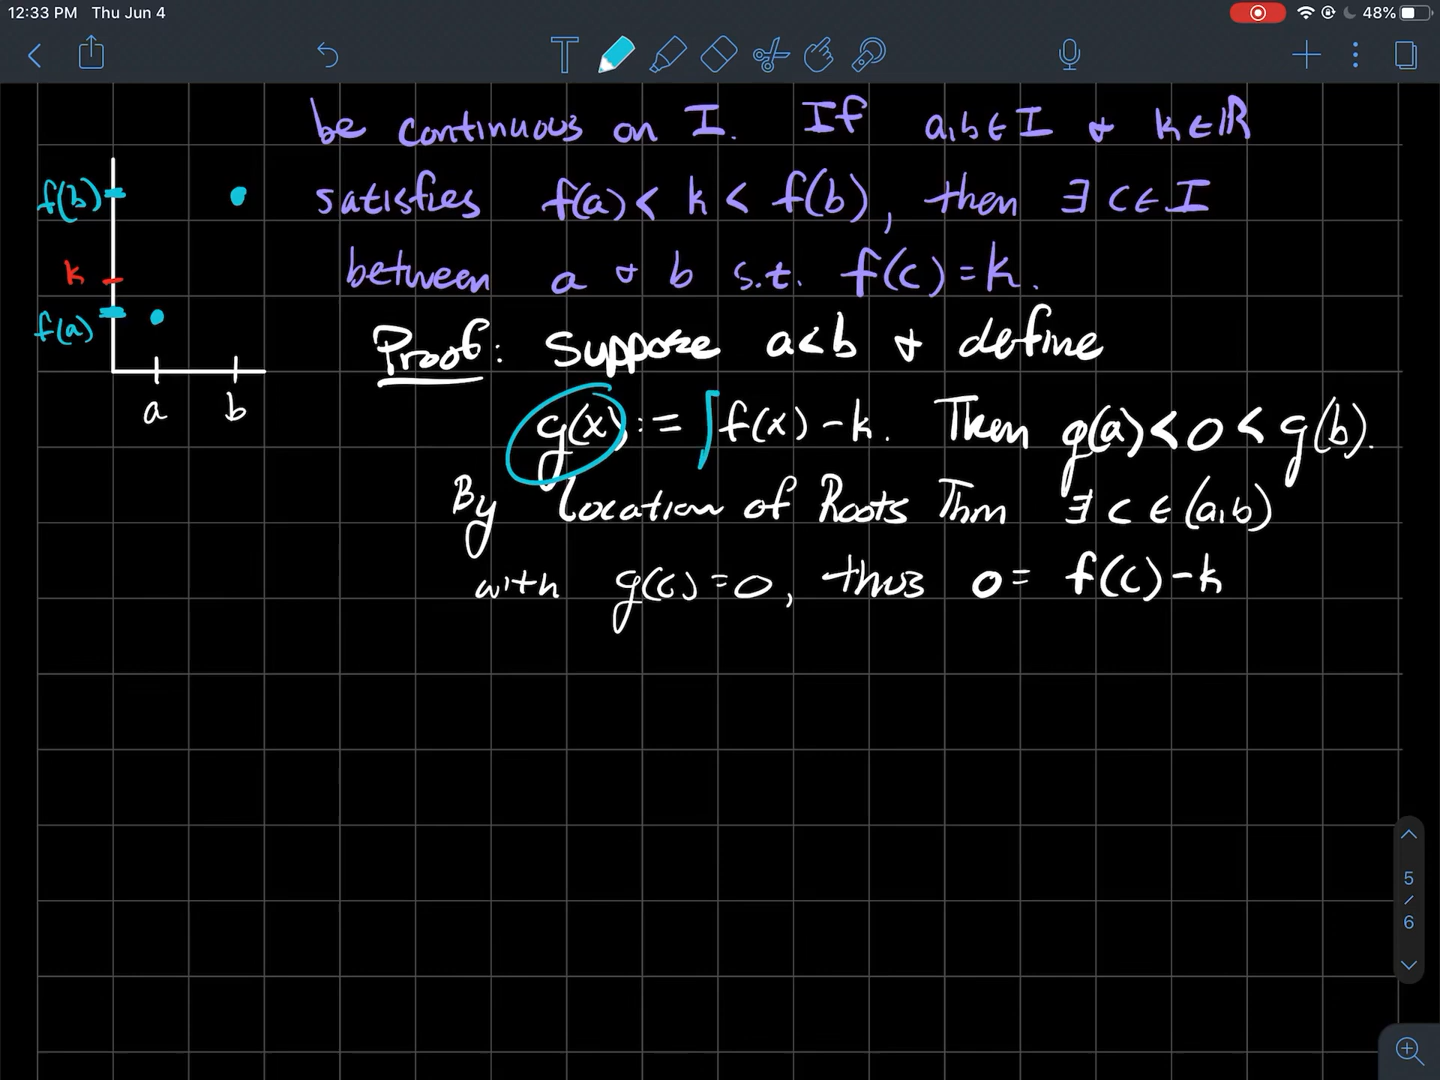 12:33 PM Thu Jun 4
48%
T
be continuous on I. If a,b ∈ I & k ∈ ℝ
satisfies f(a) < k < f(b), then ∃ c ∈ I
between a & b s.t. f(c) = k.
f(b)
k
f(a)
a b
Proof: Suppose a<b & define
g(x) := f(x) - k. Then g(a) < 0 < g(b).
By Location of Roots Thm ∃ c ∈ (a,b)
with g(c) = 0, thus 0 = f(c) - k
5
/
6